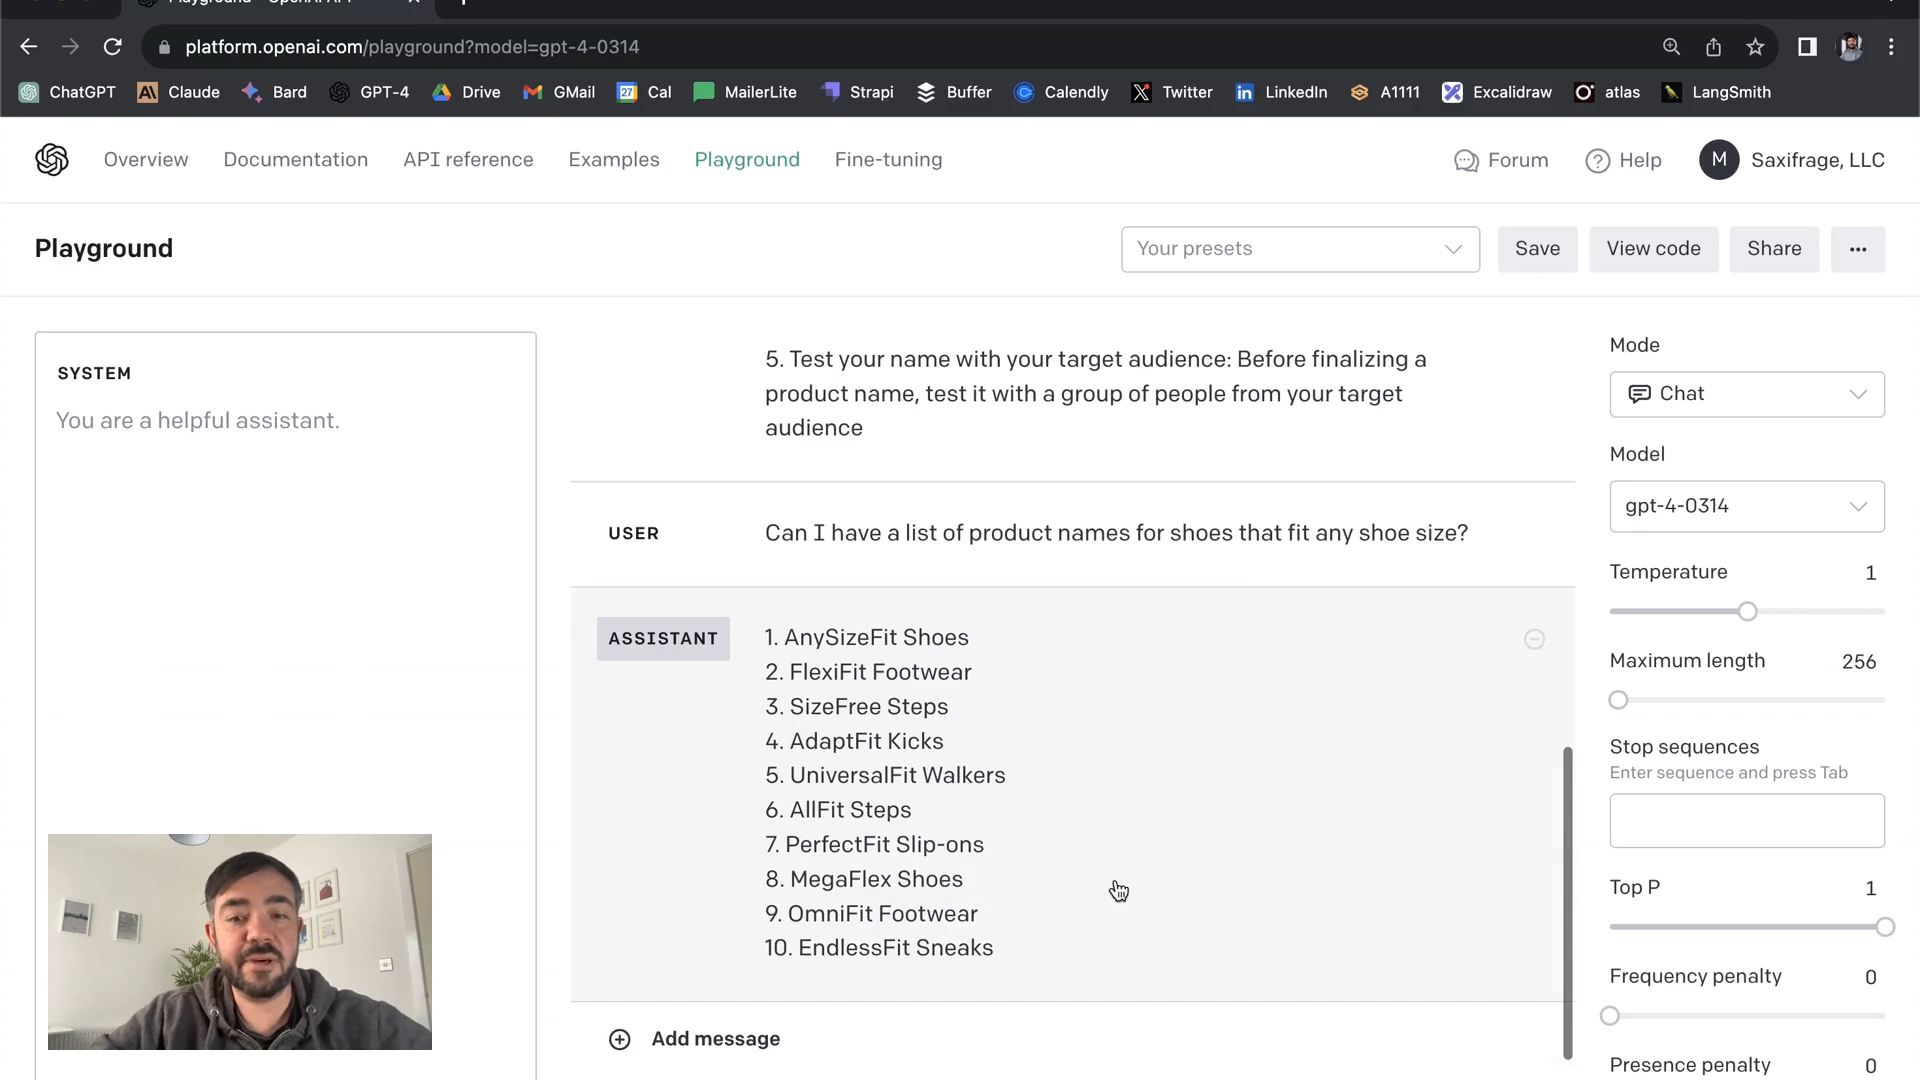 platform.openai.com/playground?model=gpt-4-0314
ChatGPT Claude Bard GPT-4 Drive GMail 27 Cal MailerLite Strapi Buffer Calendly Twitter LinkedIn A1111 Excalidraw atlas LangSmith
Overview Documentation API reference Examples Playground Fine-tuning Forum Help M Saxifrage, LLC
Playground Your presets Save View code Share ...
SYSTEM
You are a helpful assistant.
5. Test your name with your target audience: Before finalizing a
product name, test it with a group of people from your target
audience
USER Can I have a list of product names for shoes that fit any shoe size?
ASSISTANT 1. AnySizeFit Shoes
2. FlexiFit Footwear
3. SizeFree Steps
4. AdaptFit Kicks
5. UniversalFit Walkers
6. AllFit Steps
7. PerfectFit Slip-ons
8. MegaFlex Shoes
9. OmniFit Footwear
10. EndlessFit Sneaks
Add message
Mode
Chat
Model
gpt-4-0314
Temperature 1
Maximum length 256
Stop sequences
Enter sequence and press Tab
Top P 1
Frequency penalty 0
Presence penalty 0